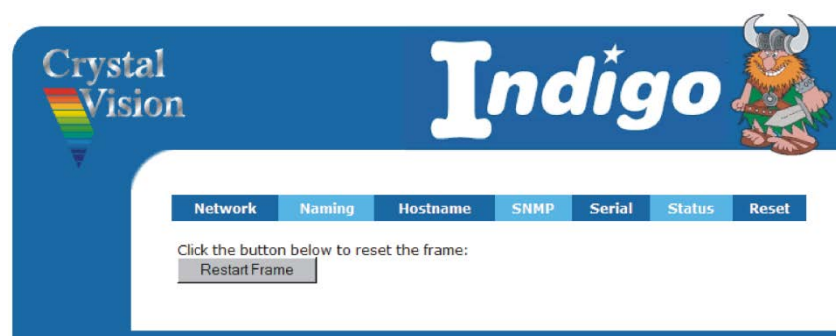 Crystal
Vision
Indigo
Network Naming Hostname SNMP Serial Status Reset
Click the button below to reset the frame:
Restart Frame